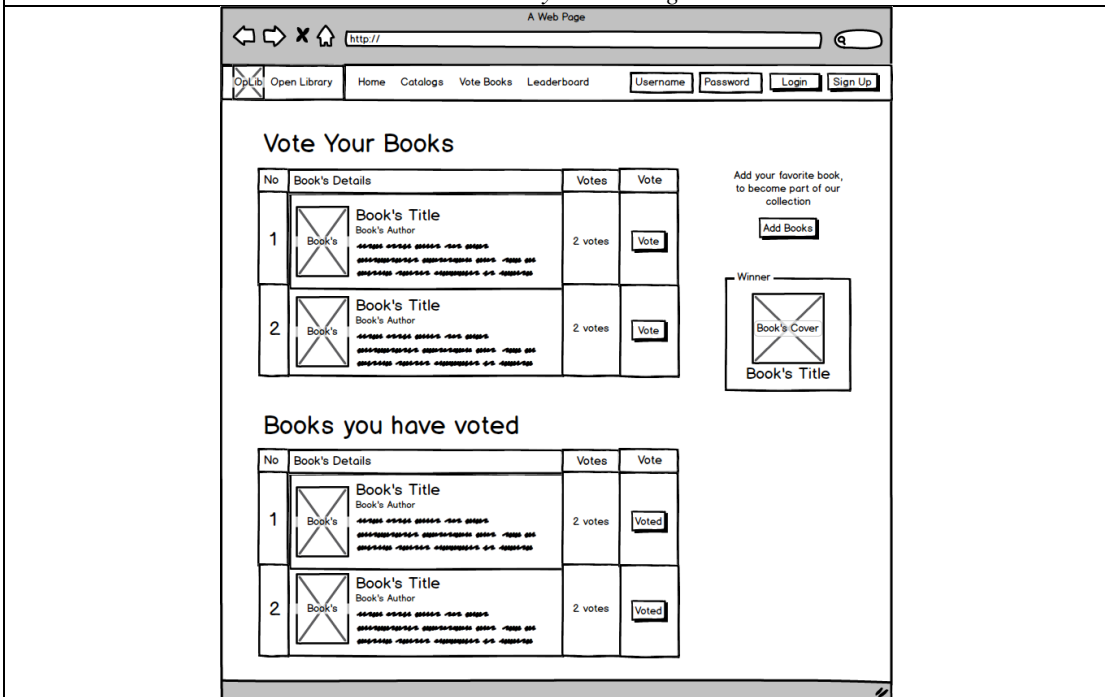 A Web Page
http://
OpLib Open Library Home Catalogs Vote Books Leaderboard Username Password Login Sign Up
Vote Your Books
No Book's Details Votes Vote
1 Book's Book's Title
Book's Author
2 votes Vote
2 Book's Book's Title
Book's Author
2 votes Vote
Add your favorite book,
to become part of our
collection
Add Books
Winner
Book's Cover
Book's Title
Books you have voted
No Book's Details Votes Vote
1 Book's Book's Title
Book's Author
2 votes Voted
2 Book's Book's Title
Book's Author
2 votes Voted